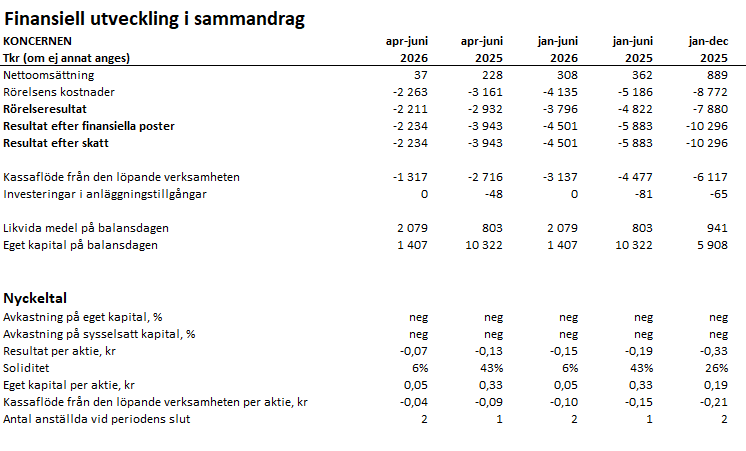 Finansiell utveckling i sammandrag
KONCERNEN apr-juni apr-juni jan-juni jan-juni jan-dec
Tkr (om ej annat anges) 2026 2025 2026 2025 2025
Nettoomsättning 37 228 308 362 889
Rörelsens kostnader -2 263 -3 161 -4 135 -5 186 -8 772
Rörelseresultat -2 211 -2 932 -3 796 -4 822 -7 880
Resultat efter finansiella poster -2 234 -3 943 -4 501 -5 883 -10 296
Resultat efter skatt -2 234 -3 943 -4 501 -5 883 -10 296
Kassaflöde från den löpande verksamheten -1 317 -2 716 -3 137 -4 477 -6 117
Investeringar i anläggningstillgångar 0 -48 0 -81 -65
Likvida medel på balansdagen 2 079 803 2 079 803 941
Eget kapital på balansdagen 1 407 10 322 1 407 10 322 5 908
Nyckeltal
Avkastning på eget kapital, % neg neg neg neg neg
Avkastning på sysselsatt kapital, % neg neg neg neg neg
Resultat per aktie, kr -0,07 -0,13 -0,15 -0,19 -0,33
Soliditet 6% 43% 6% 43% 26%
Eget kapital per aktie, kr 0,05 0,33 0,05 0,33 0,19
Kassaflöde från den löpande verksamheten per aktie, kr -0,04 -0,09 -0,10 -0,15 -0,21
Antal anställda vid periodens slut 2 1 2 1 2